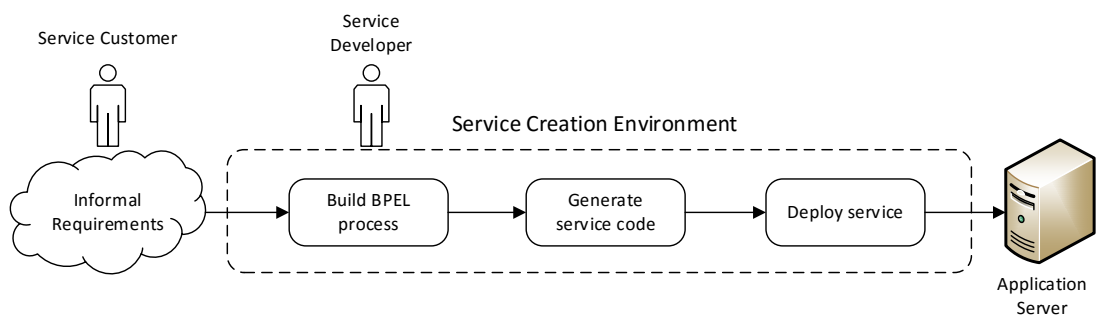 Service Customer
Service
Developer
Service Creation Environment
Informal
Requirements
Build BPEL
process
Generate
service code
Deploy service
Application
Server